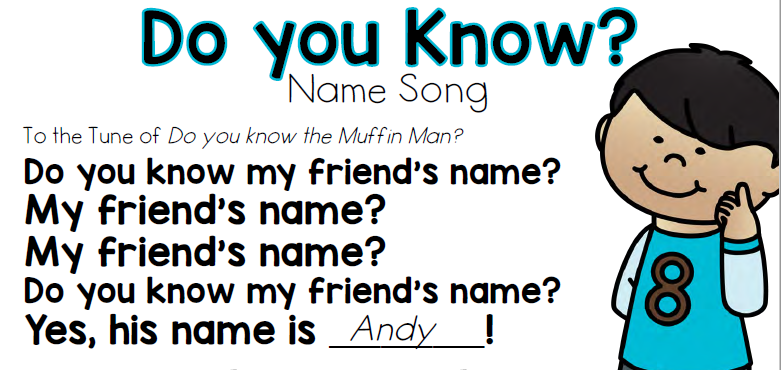 Do you Know?
Name Song
To the Tune of Do you know the Muffin Man?
Do you know my friend's name?
My friend's name?
My friend's name?
Do you know my friend's name?
Yes, his name is __Andy___!
8